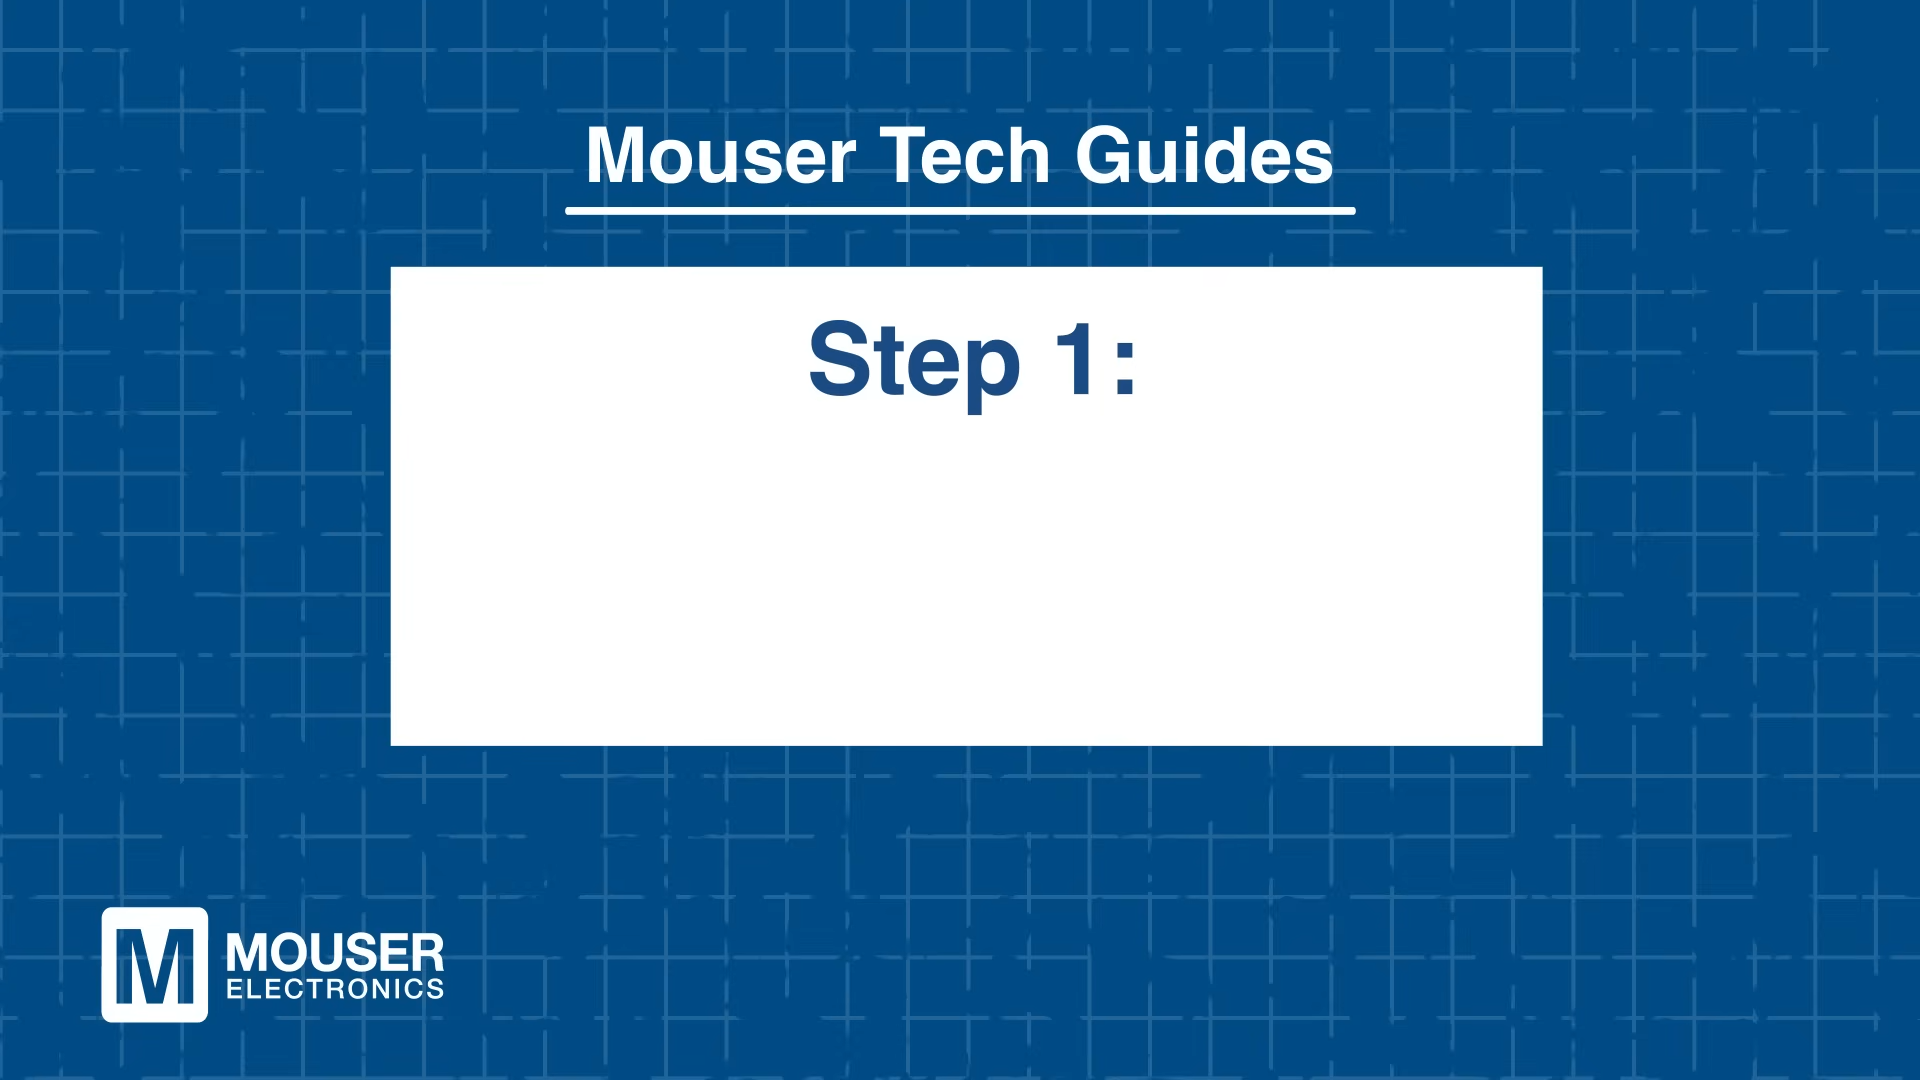 Mouser Tech Guides
Step 1:
M
MOUSER
ELECTRONICS